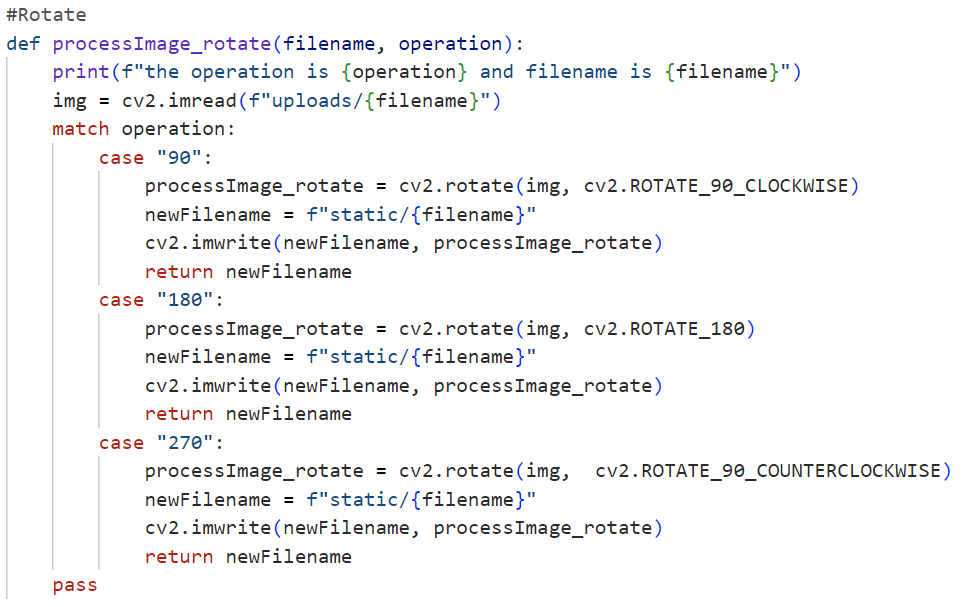 #Rotate
def processImage_rotate(filename, operation):
    print(f"the operation is {operation} and filename is {filename}")
    img = cv2.imread(f"uploads/{filename}")
    match operation:
        case "90":
            processImage_rotate = cv2.rotate(img, cv2.ROTATE_90_CLOCKWISE)
            newFilename = f"static/{filename}"
            cv2.imwrite(newFilename, processImage_rotate)
            return newFilename
        case "180":
            processImage_rotate = cv2.rotate(img, cv2.ROTATE_180)
            newFilename = f"static/{filename}"
            cv2.imwrite(newFilename, processImage_rotate)
            return newFilename
        case "270":
            processImage_rotate = cv2.rotate(img,  cv2.ROTATE_90_COUNTERCLOCKWISE)
            newFilename = f"static/{filename}"
            cv2.imwrite(newFilename, processImage_rotate)
            return newFilename
    pass